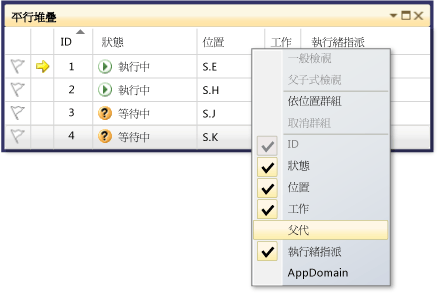 平行堆疊
ID 狀態 位置 工作 執行緒指派
1 執行中 S.E
2 執行中 S.H
3 等待中 S.J
4 等待中 S.K
一般檢視
父子式檢視
依位置群組
取消群組
ID
狀態
位置
工作
父代
執行緒指派
AppDomain